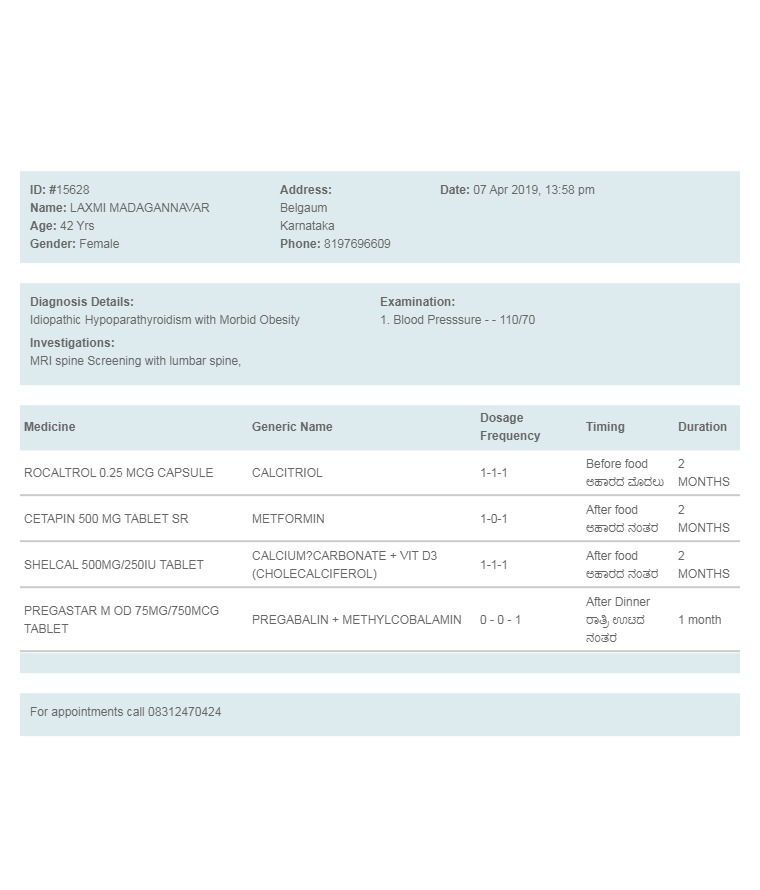 ID: #15628
Name: LAXMI MADAGANNAVAR
Age: 42 Yrs
Gender: Female
Address:
Belgaum
Karnataka
Phone: 8197696609
Date: 07 Apr 2019, 13:58 pm
Diagnosis Details:
Idiopathic Hypoparathyroidism with Morbid Obesity
Investigations:
MRI spine Screening with lumbar spine,
Examination:
1. Blood Presssure - - 110/70
Medicine Generic Name Dosage Frequency Timing Duration
ROCALTROL 0.25 MCG CAPSULE CALCITRIOL 1-1-1 Before food ಆಹಾರದ ಮೊದಲು 2 MONTHS
CETAPIN 500 MG TABLET SR METFORMIN 1-0-1 After food ಆಹಾರದ ನಂತರ 2 MONTHS
SHELCAL 500MG/250IU TABLET CALCIUM?CARBONATE + VIT D3 (CHOLECALCIFEROL) 1-1-1 After food ಆಹಾರದ ನಂತರ 2 MONTHS
PREGASTAR M OD 75MG/750MCG TABLET PREGABALIN + METHYLCOBALAMIN 0 - 0 - 1 After Dinner ರಾತ್ರಿ ಊಟದ ನಂತರ 1 month
For appointments call 08312470424